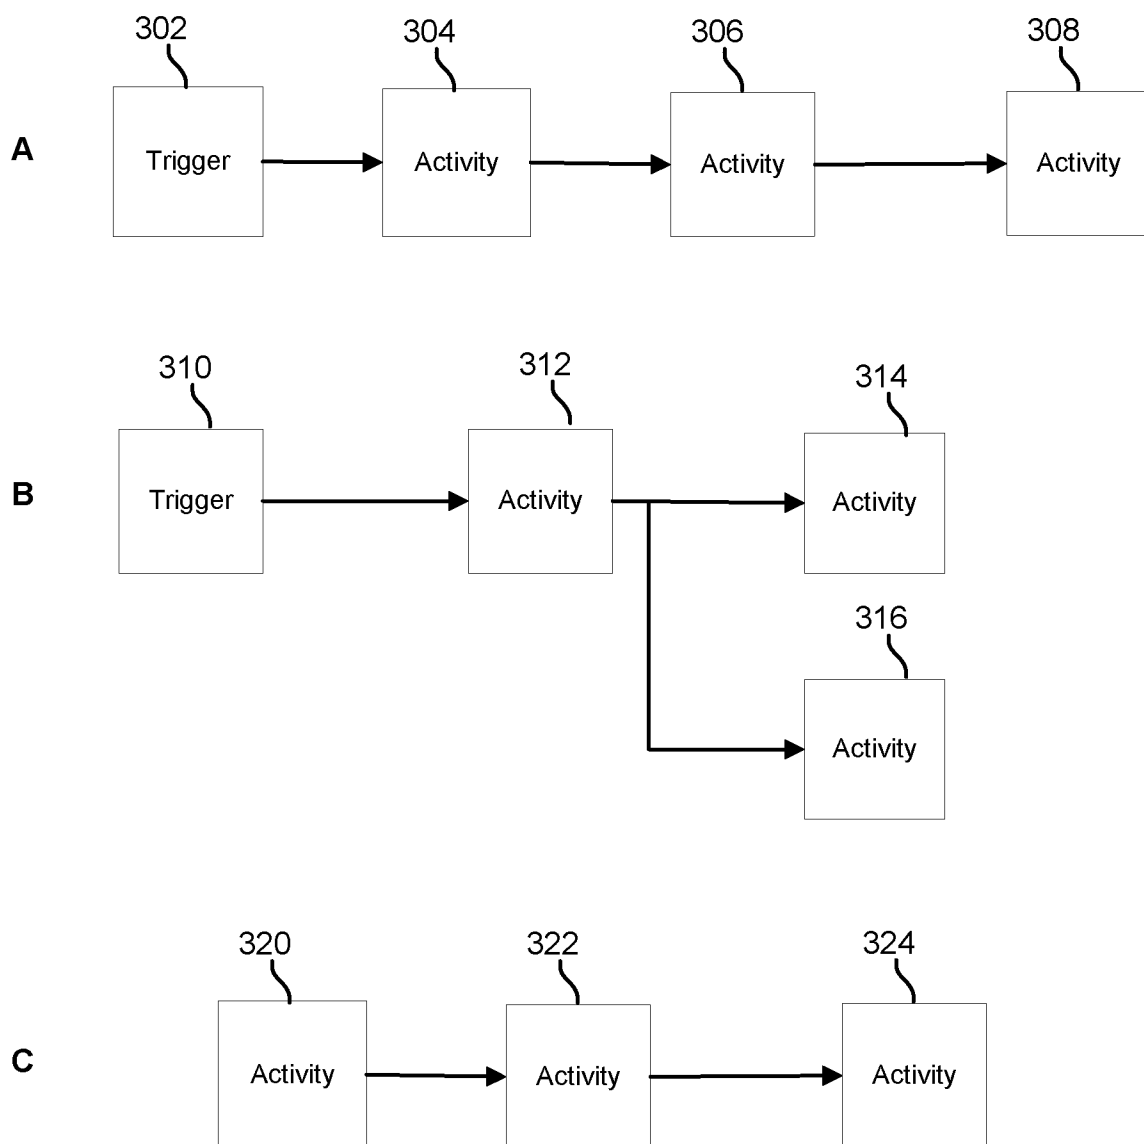 302 304 306 308
A Trigger Activity Activity Activity
310 312 314
B Trigger Activity Activity
316
Activity
320 322 324
C Activity Activity Activity